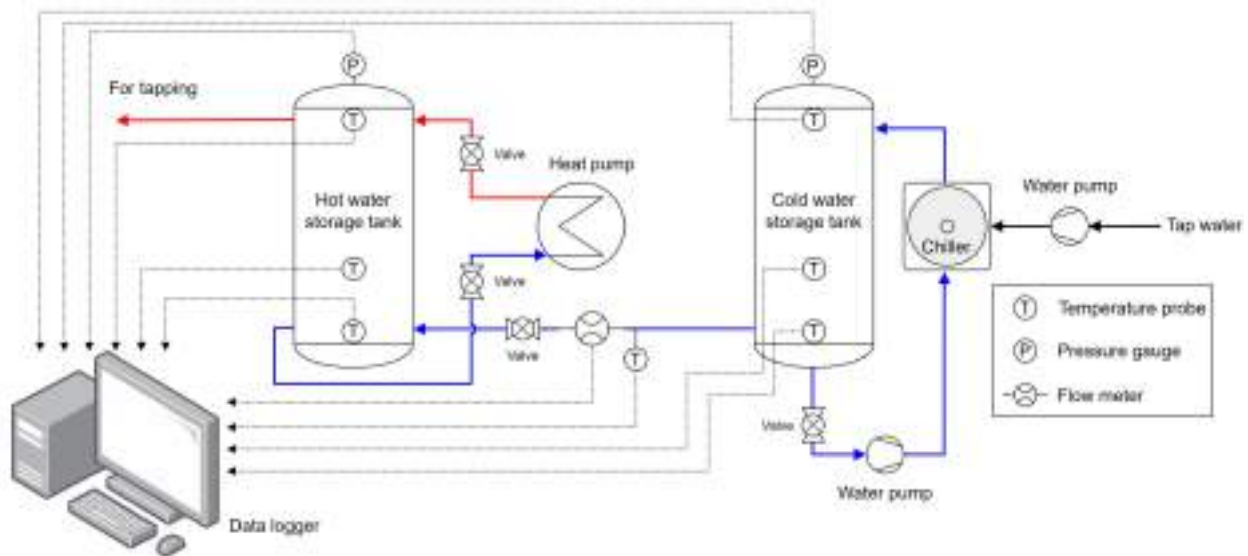 P
P
For tapping
T
T
Valve
Heat pump
Water pump
Hot water
storage tank
Cold water
storage tank
Tap water
Chiller
T
T
Valve
T
Temperature probe
T
T
Valve
T
P
Pressure gauge
Flow meter
Valve
Water pump
Data logger